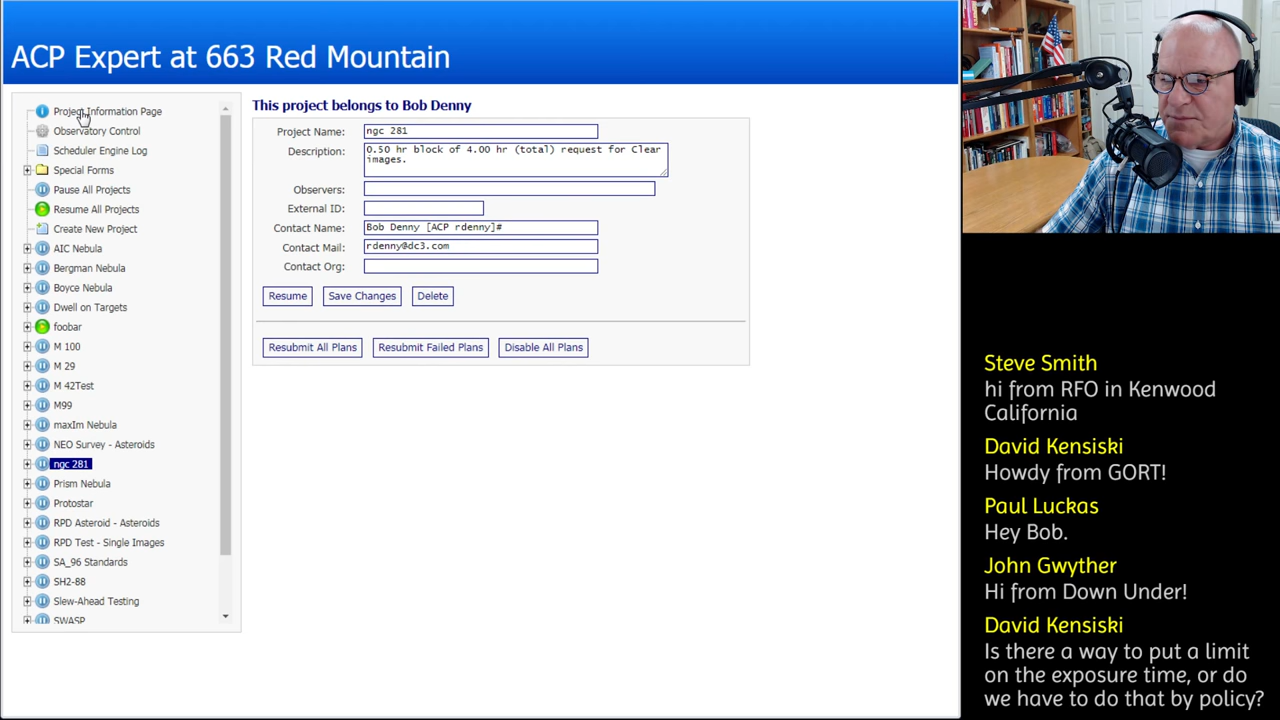 ACP Expert at 663 Red Mountain
Project Information Page
Observatory Control
Scheduler Engine Log
Special Forms
Pause All Projects
Resume All Projects
Create New Project
AIC Nebula
Bergman Nebula
Boyce Nebula
Dwell on Targets
foobar
M 100
M 29
M 42Test
M99
maxIm Nebula
NEO Survey - Asteroids
ngc 281
Prism Nebula
Protostar
RPD Asteroid - Asteroids
RPD Test - Single Images
SA_96 Standards
SH2-88
Slew-Ahead Testing
SWASP
This project belongs to Bob Denny
Project Name: ngc 281
Description: 0.50 hr block of 4.00 hr (total) request for Clear
images.
Observers:
External ID:
Contact Name: Bob Denny [ACP rdenny]#
Contact Mail: rdenny@dc3.com
Contact Org:
Resume Save Changes Delete
Resubmit All Plans Resubmit Failed Plans Disable All Plans
Steve Smith
hi from RFO in Kenwood
California
David Kensiski
Howdy from GORT!
Paul Luckas
Hey Bob.
John Gwyther
Hi from Down Under!
David Kensiski
Is there a way to put a limit
on the exposure time, or do
we have to do that by policy?